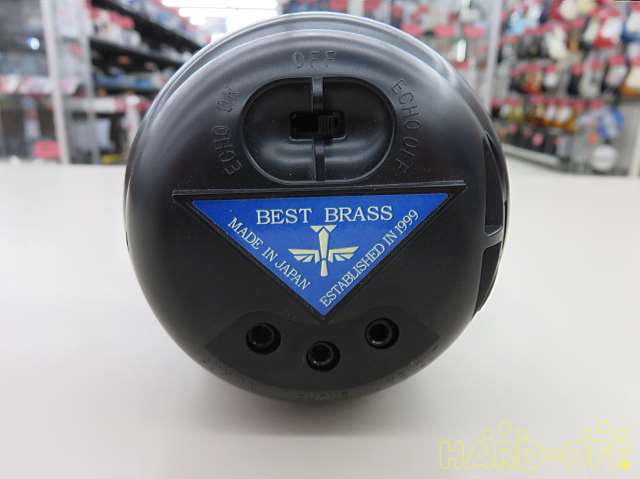 OFF
ECHO ON
ECHO OFF
BEST BRASS
MADE IN JAPAN
ESTABLISHED IN 1999
HARD-OFF